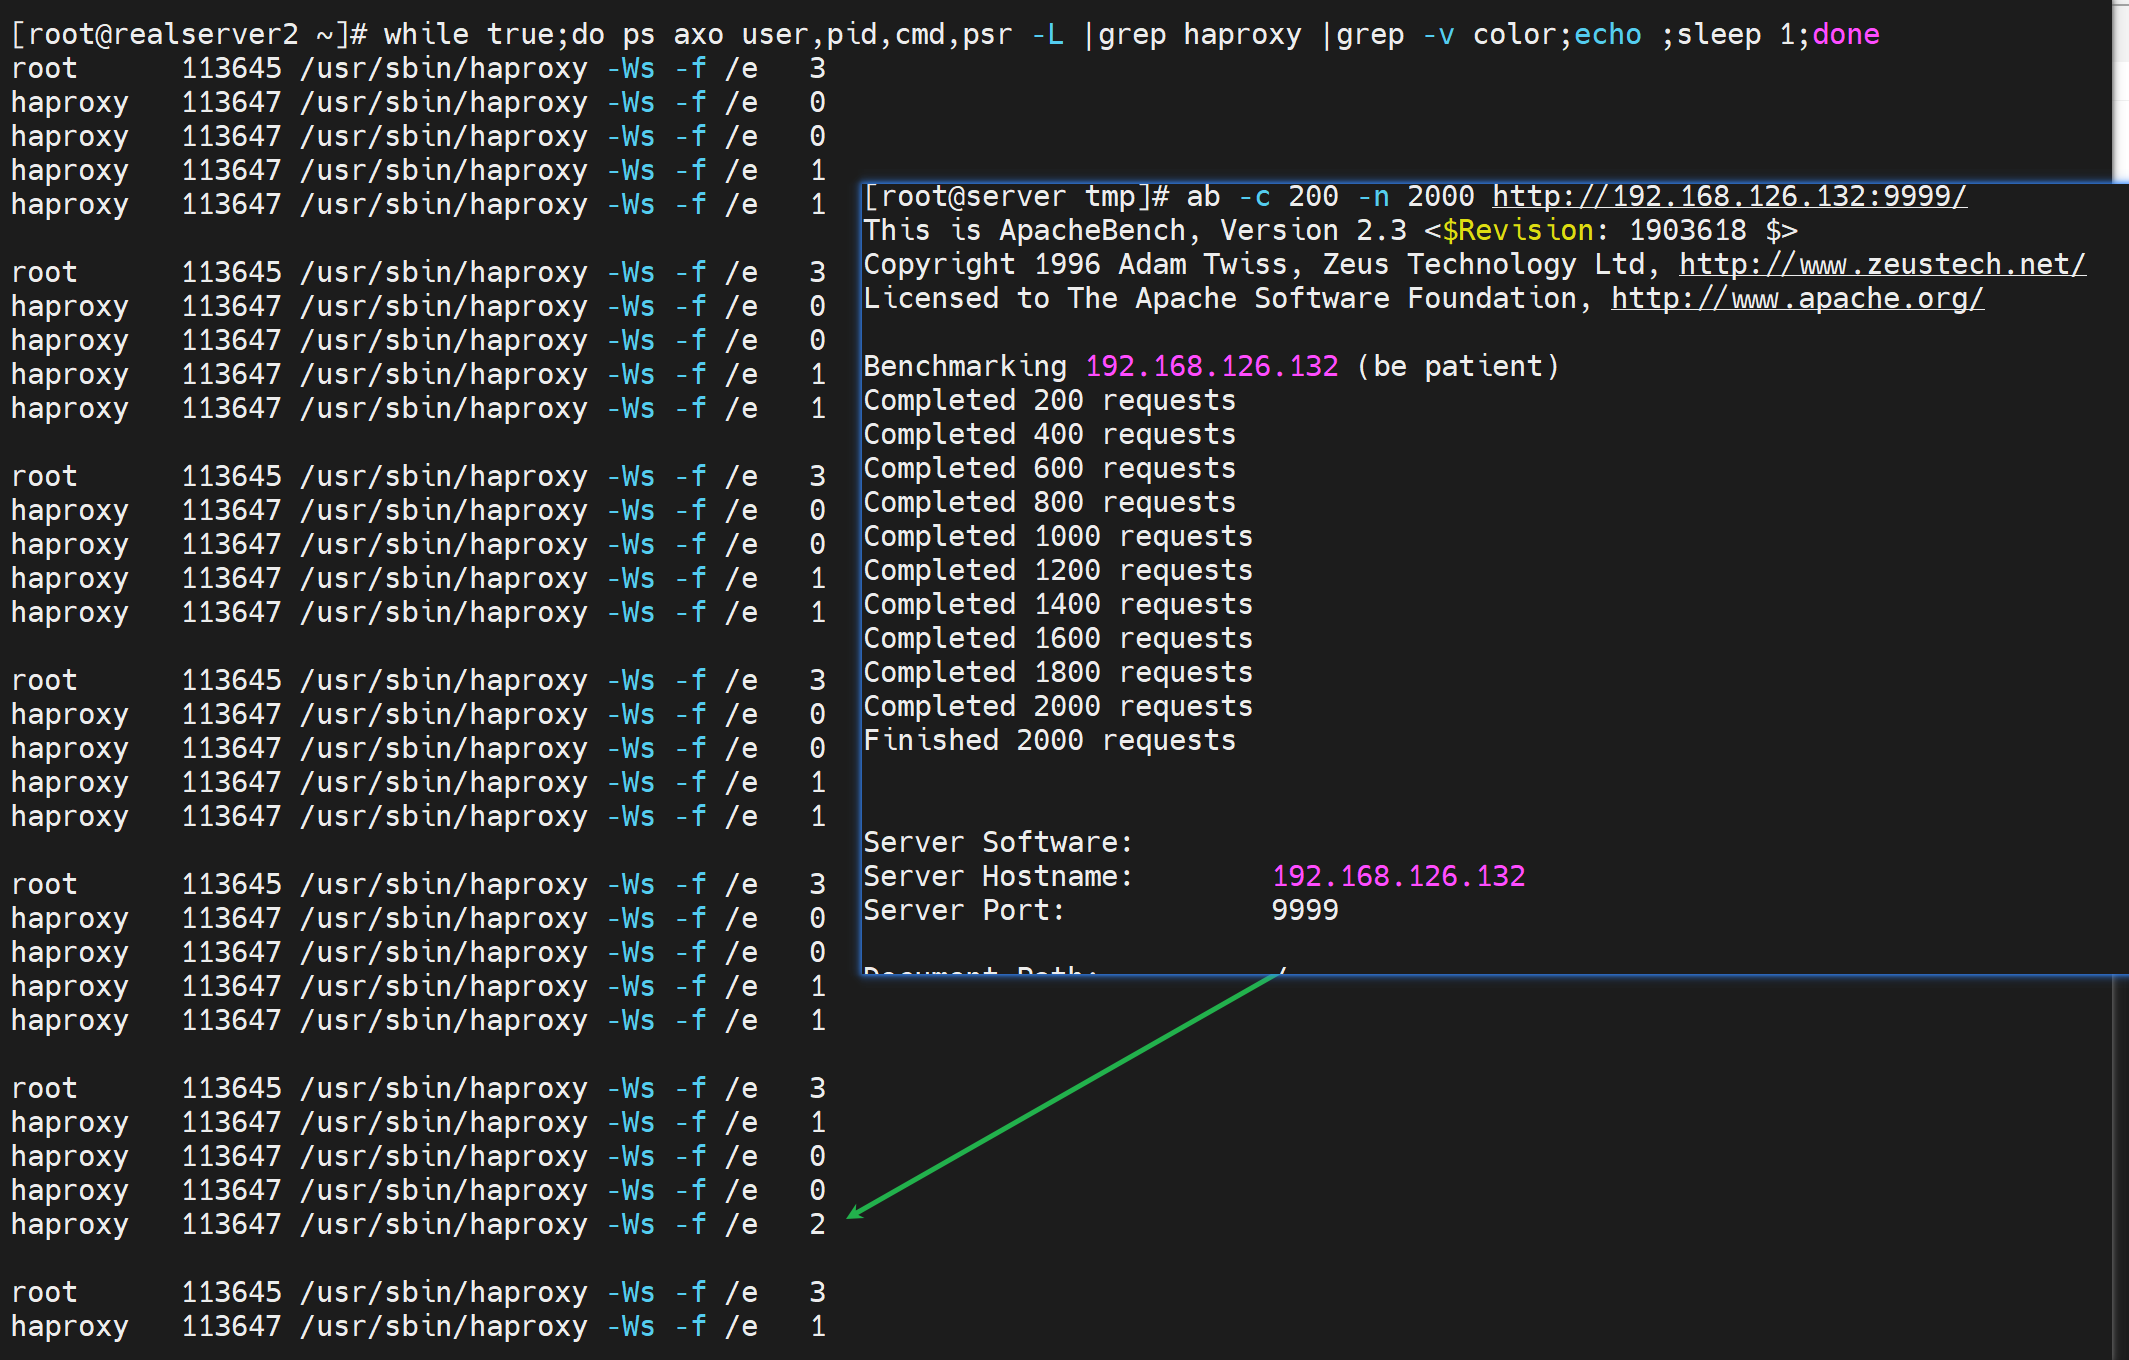 [root@realserver2 ~]# while true;do ps axo user,pid,cmd,psr -L |grep haproxy |grep -v color;echo ;sleep 1;done
root      113645 /usr/sbin/haproxy -Ws -f /e   3
haproxy   113647 /usr/sbin/haproxy -Ws -f /e   0
haproxy   113647 /usr/sbin/haproxy -Ws -f /e   0
haproxy   113647 /usr/sbin/haproxy -Ws -f /e   1
haproxy   113647 /usr/sbin/haproxy -Ws -f /e   1
root      113645 /usr/sbin/haproxy -Ws -f /e   3
haproxy   113647 /usr/sbin/haproxy -Ws -f /e   0
haproxy   113647 /usr/sbin/haproxy -Ws -f /e   0
haproxy   113647 /usr/sbin/haproxy -Ws -f /e   1
haproxy   113647 /usr/sbin/haproxy -Ws -f /e   1
root      113645 /usr/sbin/haproxy -Ws -f /e   3
haproxy   113647 /usr/sbin/haproxy -Ws -f /e   0
haproxy   113647 /usr/sbin/haproxy -Ws -f /e   0
haproxy   113647 /usr/sbin/haproxy -Ws -f /e   1
haproxy   113647 /usr/sbin/haproxy -Ws -f /e   1
root      113645 /usr/sbin/haproxy -Ws -f /e   3
haproxy   113647 /usr/sbin/haproxy -Ws -f /e   0
haproxy   113647 /usr/sbin/haproxy -Ws -f /e   0
haproxy   113647 /usr/sbin/haproxy -Ws -f /e   1
haproxy   113647 /usr/sbin/haproxy -Ws -f /e   1
root      113645 /usr/sbin/haproxy -Ws -f /e   3
haproxy   113647 /usr/sbin/haproxy -Ws -f /e   0
haproxy   113647 /usr/sbin/haproxy -Ws -f /e   0
haproxy   113647 /usr/sbin/haproxy -Ws -f /e   1
haproxy   113647 /usr/sbin/haproxy -Ws -f /e   1
root      113645 /usr/sbin/haproxy -Ws -f /e   3
haproxy   113647 /usr/sbin/haproxy -Ws -f /e   1
haproxy   113647 /usr/sbin/haproxy -Ws -f /e   0
haproxy   113647 /usr/sbin/haproxy -Ws -f /e   0
haproxy   113647 /usr/sbin/haproxy -Ws -f /e   2
root      113645 /usr/sbin/haproxy -Ws -f /e   3
haproxy   113647 /usr/sbin/haproxy -Ws -f /e   1
[root@server tmp]# ab -c 200 -n 2000 http://192.168.126.132:9999/
This is ApacheBench, Version 2.3 <$Revision: 1903618 $>
Copyright 1996 Adam Twiss, Zeus Technology Ltd, http://www.zeustech.net/
Licensed to The Apache Software Foundation, http://www.apache.org/
Benchmarking 192.168.126.132 (be patient)
Completed 200 requests
Completed 400 requests
Completed 600 requests
Completed 800 requests
Completed 1000 requests
Completed 1200 requests
Completed 1400 requests
Completed 1600 requests
Completed 1800 requests
Completed 2000 requests
Finished 2000 requests
Server Software:
Server Hostname:        192.168.126.132
Server Port:            9999
Document Path:          /